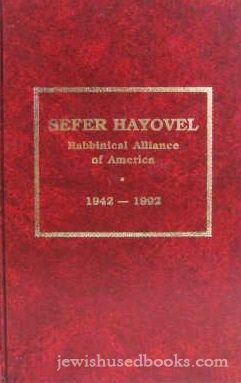 SEFER HAYOVEL
Rabbinical Alliance
of America
1942 — 1992
jewishusedbooks.com